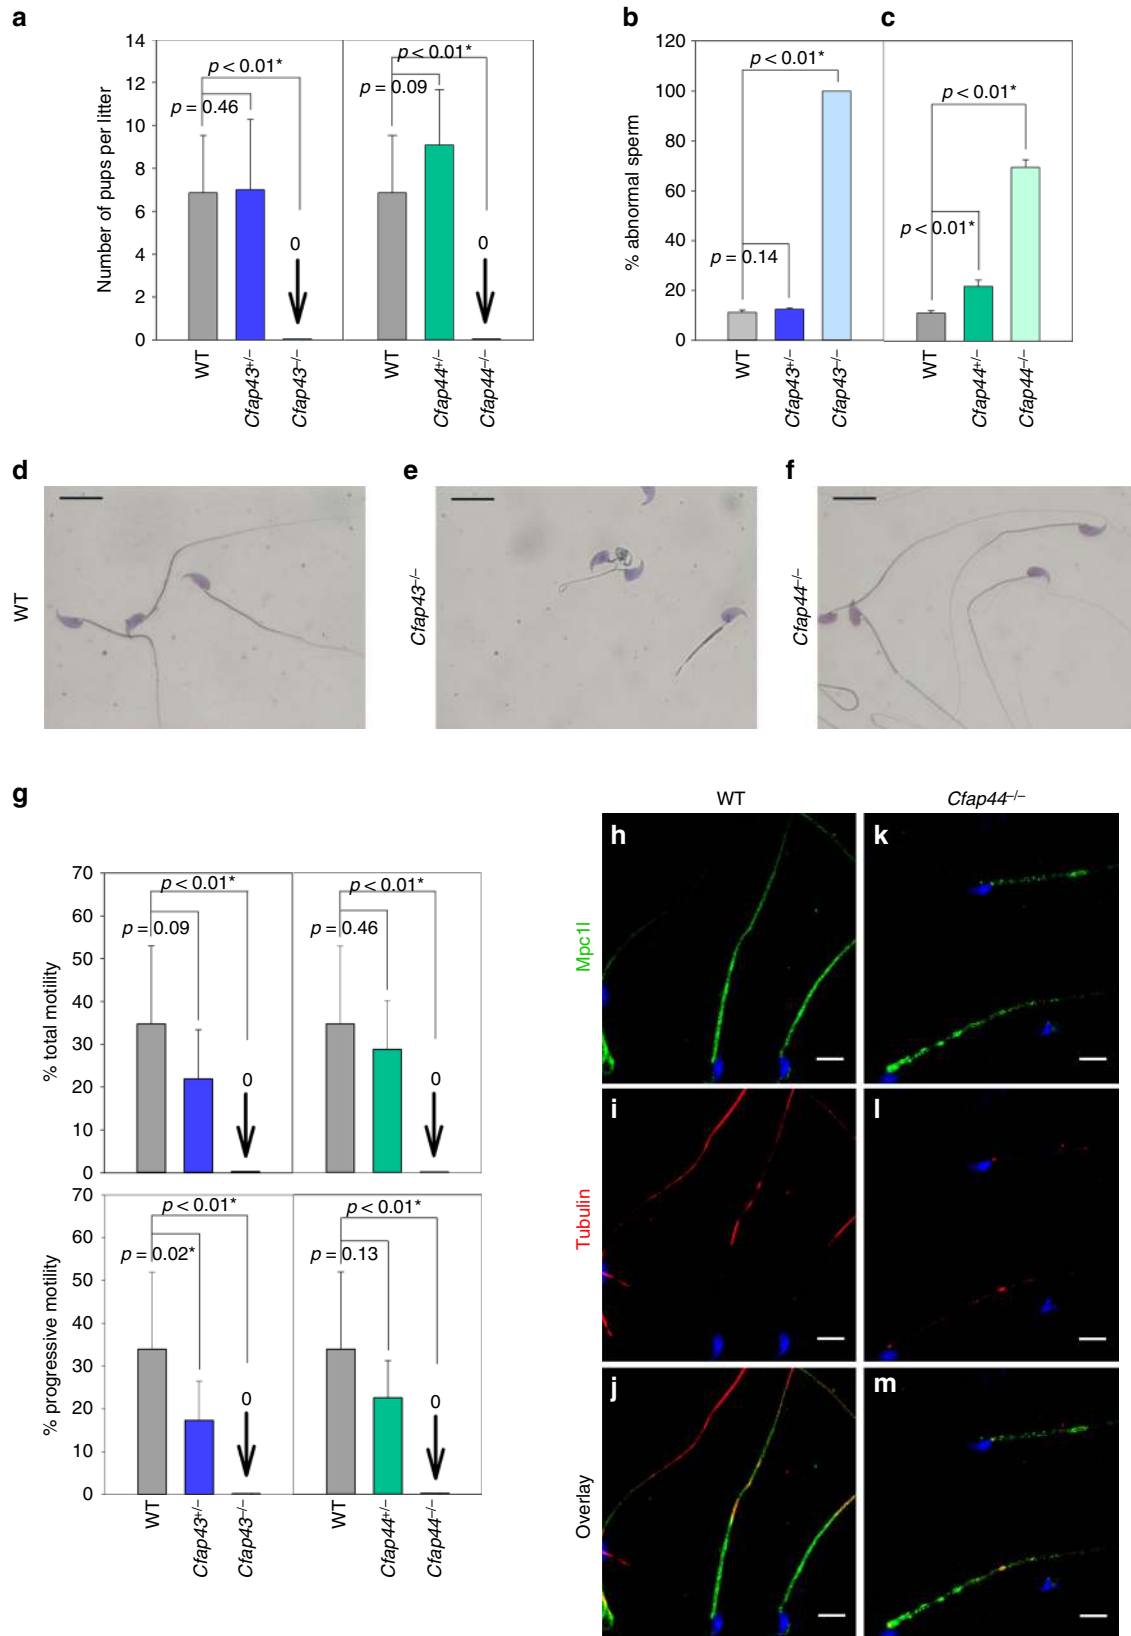 a
Number of pups per litter
14
12
10
8
6
4
2
0
p < 0.01*
p = 0.46
0
p < 0.01*
p = 0.09
0
WT
Cfap43+/−
Cfap43−/−
WT
Cfap44+/−
Cfap44−/−
b
c
% abnormal sperm
120
100
80
60
40
20
0
p < 0.01*
p = 0.14
p < 0.01*
p < 0.01*
WT
Cfap43+/−
Cfap43−/−
WT
Cfap44+/−
Cfap44−/−
d
WT
e
Cfap43−/−
f
Cfap44−/−
g
% total motility
70
60
50
40
30
20
10
0
p < 0.01*
p = 0.09
0
p < 0.01*
p = 0.46
0
% progressive motility
70
60
50
40
30
20
10
0
p < 0.01*
p = 0.02*
0
p < 0.01*
p = 0.13
0
WT
Cfap43+/−
Cfap43−/−
WT
Cfap44+/−
Cfap44−/−
WT
Cfap44−/−
Mpc1l
h
k
Tubulin
i
l
Overlay
j
m